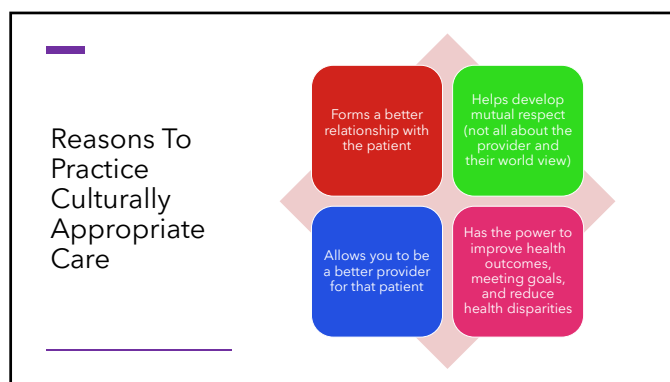 Reasons To
Practice
Culturally
Appropriate
Care
Forms a better
relationship with
the patient
Helps develop
mutual respect
(not all about the
provider and
their world view)
Allows you to be
a better provider
for that patient
Has the power to
improve health
outcomes,
meeting goals,
and reduce
health disparities